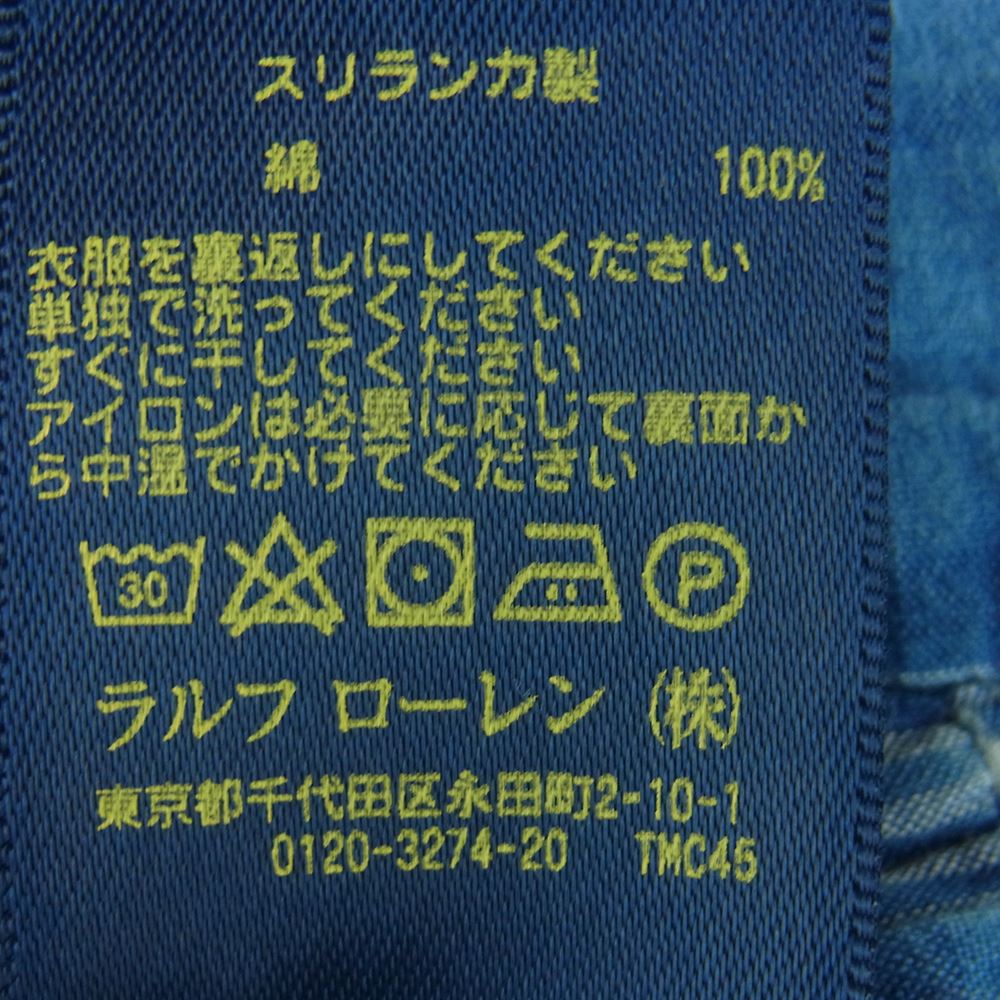 スリランカ製
綿 100%
衣服を裏返しにしてください
単独で洗ってください
すぐに干してください
アイロンは必要に応じて裏面か
ら中温でかけてください
30 P
ラルフ ローレン (株)
東京都千代田区永田町2-10-1
0120-3274-20 TMC45